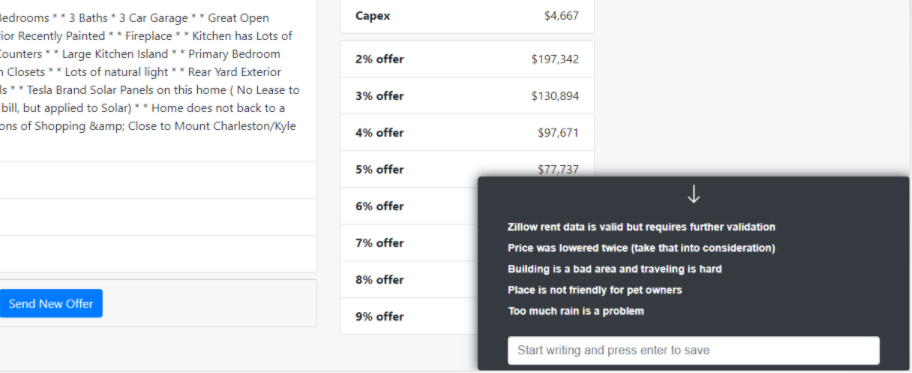 Bedrooms * * 3 Baths * 3 Car Garage * * Great Open
ior Recently Painted * * Fireplace * * Kitchen has Lots of
Counters * * Large Kitchen Island * * Primary Bedroom
n Closets * * Lots of natural light * * Rear Yard Exterior
ls * * Tesla Brand Solar Panels on this home ( No Lease to
bill, but applied to Solar) * * Home does not back to a
ons of Shopping &amp; Close to Mount Charleston/Kyle
Send New Offer
Capex $4,667
2% offer $197,342
3% offer $130,894
4% offer $97,671
5% offer $77,737
6% offer
7% offer
8% offer
9% offer
↓
Zillow rent data is valid but requires further validation
Price was lowered twice (take that into consideration)
Building is a bad area and traveling is hard
Place is not friendly for pet owners
Too much rain is a problem
Start writing and press enter to save